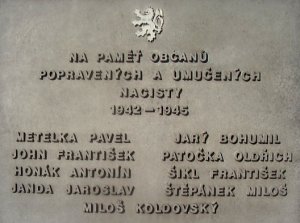 NA PAMĚŤ OBČANŮ
POPRAVENÝCH A UMUČENÝCH
NACISTY
1942-1945
METELKA PAVEL
JOHN FRANTIŠEK
HONÁK ANTONÍN
JANDA JAROSLAV
JARÝ BOHUMIL
PATOČKA OLDŘICH
ŠIKL FRANTIŠEK
ŠTĚPÁNEK MILOŠ
MILOŠ KOLDOVSKÝ